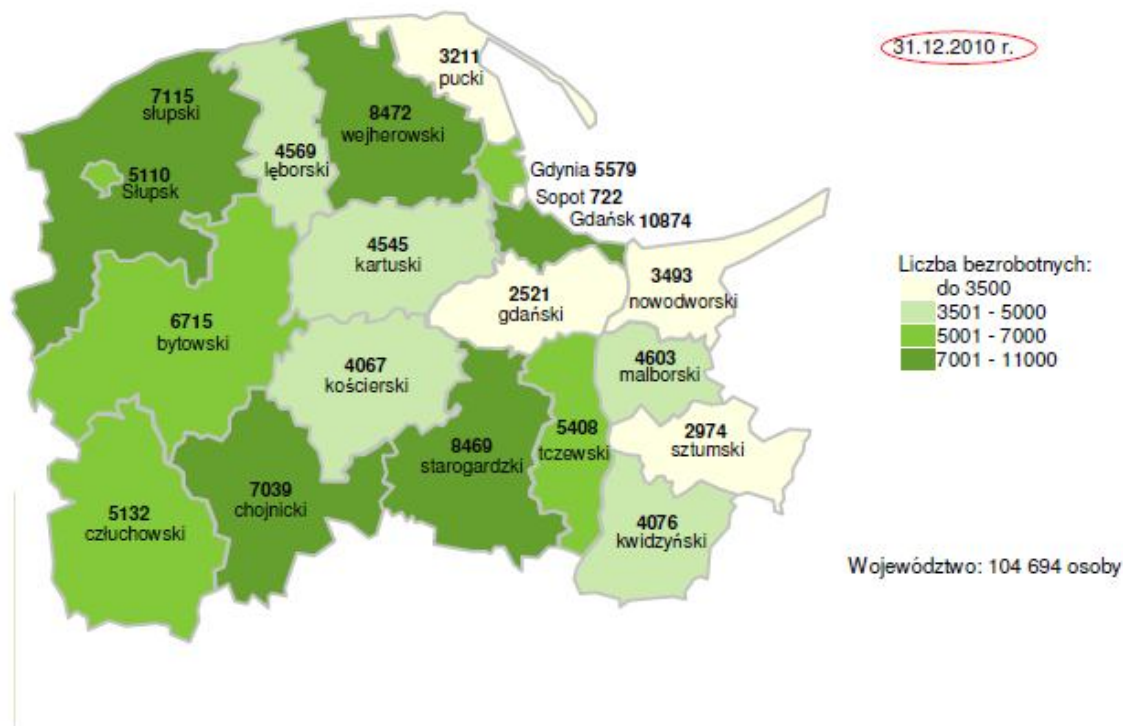 31.12.2010 r.
3211
pucki
7115
słupski
8472
wejherowski
4569
lęborski
5110
Słupsk
Gdynia 5579
Sopot 722
Gdańsk 10874
4545
kartuski
3493
nowodworski
2521
gdański
6715
bytowski
4067
kościerski
4603
malborski
8469
starogardzki
5408
tczewski
2974
sztumski
7039
chojnicki
5132
człuchowski
4076
kwidzyński
Liczba bezrobotnych:
do 3500
3501 - 5000
5001 - 7000
7001 - 11000
Województwo: 104 694 osoby